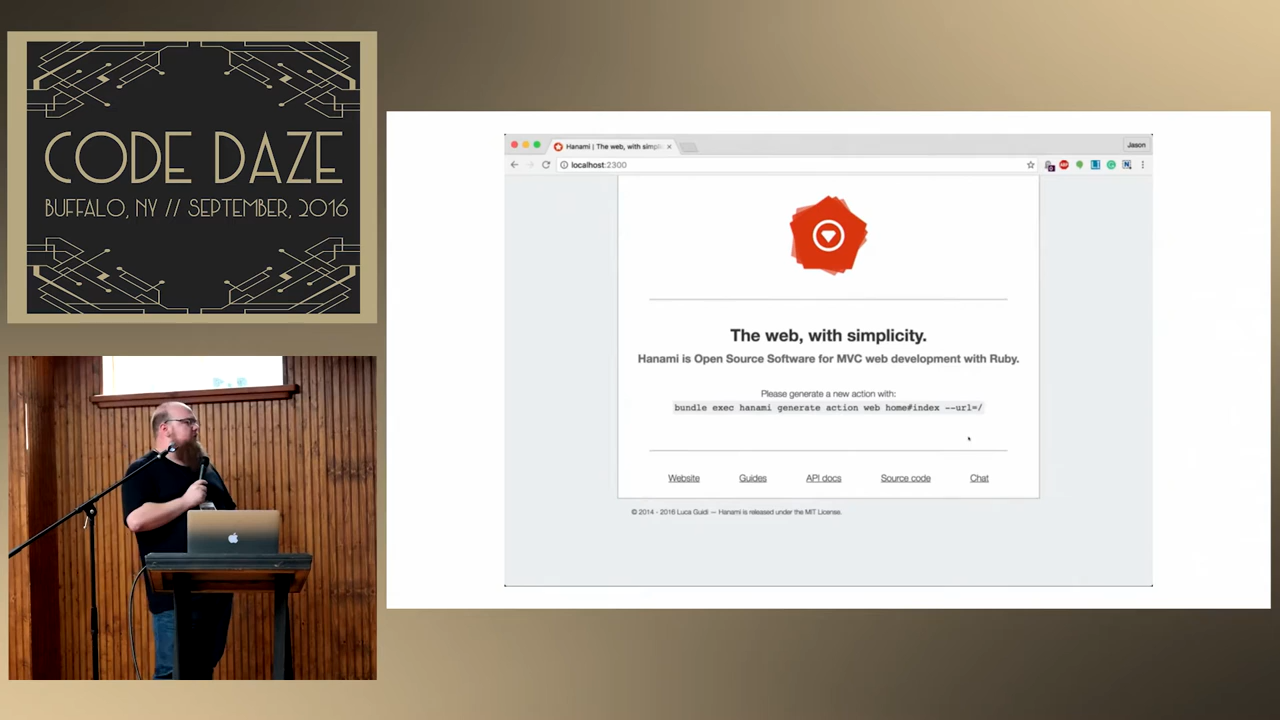 CODE DAZE
BUFFALO, NY // SEPTEMBER, 2016
Hanami | The web, with simpli
Jason
localhost:2300
The web, with simplicity.
Hanami is Open Source Software for MVC web development with Ruby.
Please generate a new action with:
bundle exec hanami generate action web home#index --url=/
Website Guides API docs Source code Chat
© 2014 - 2016 Luca Guidi — Hanami is released under the MIT License.